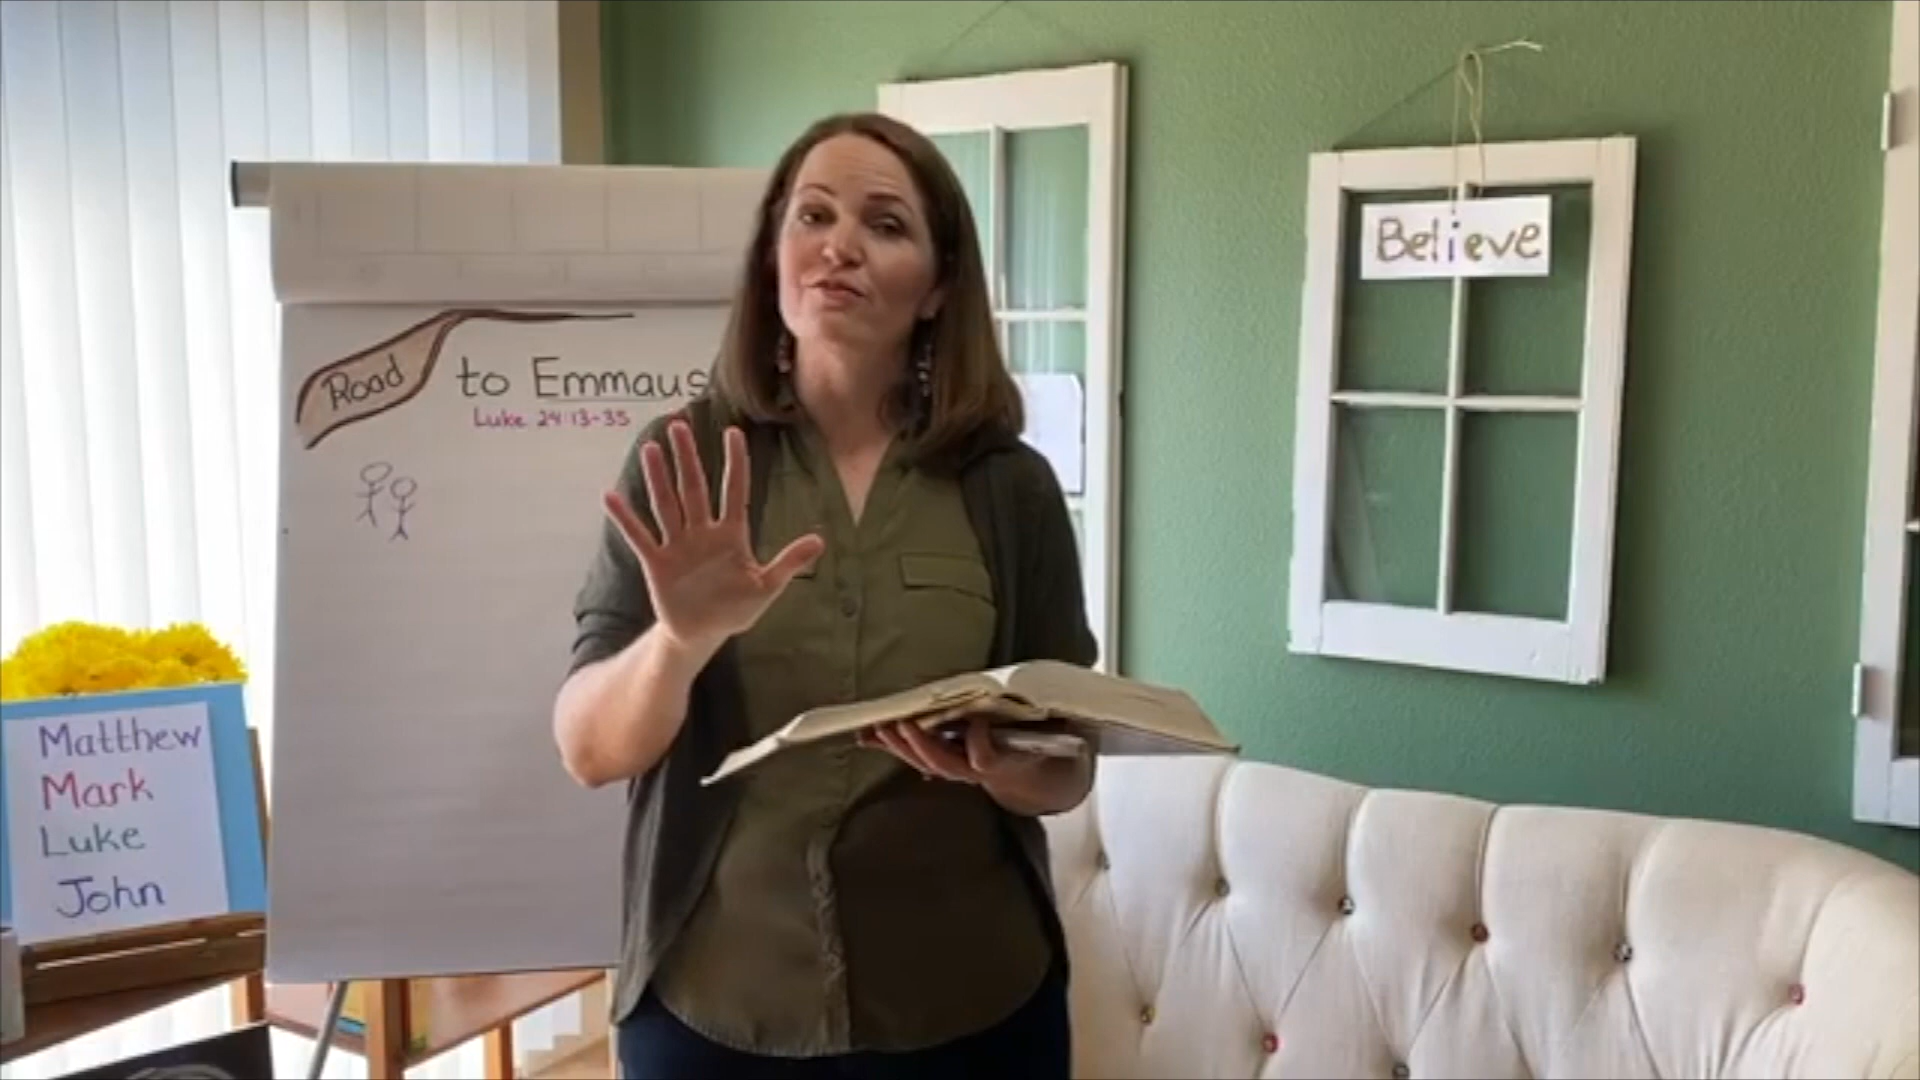 Road to Emmaus
Luke 24:13-35
Believe
Matthew
Mark
Luke
John